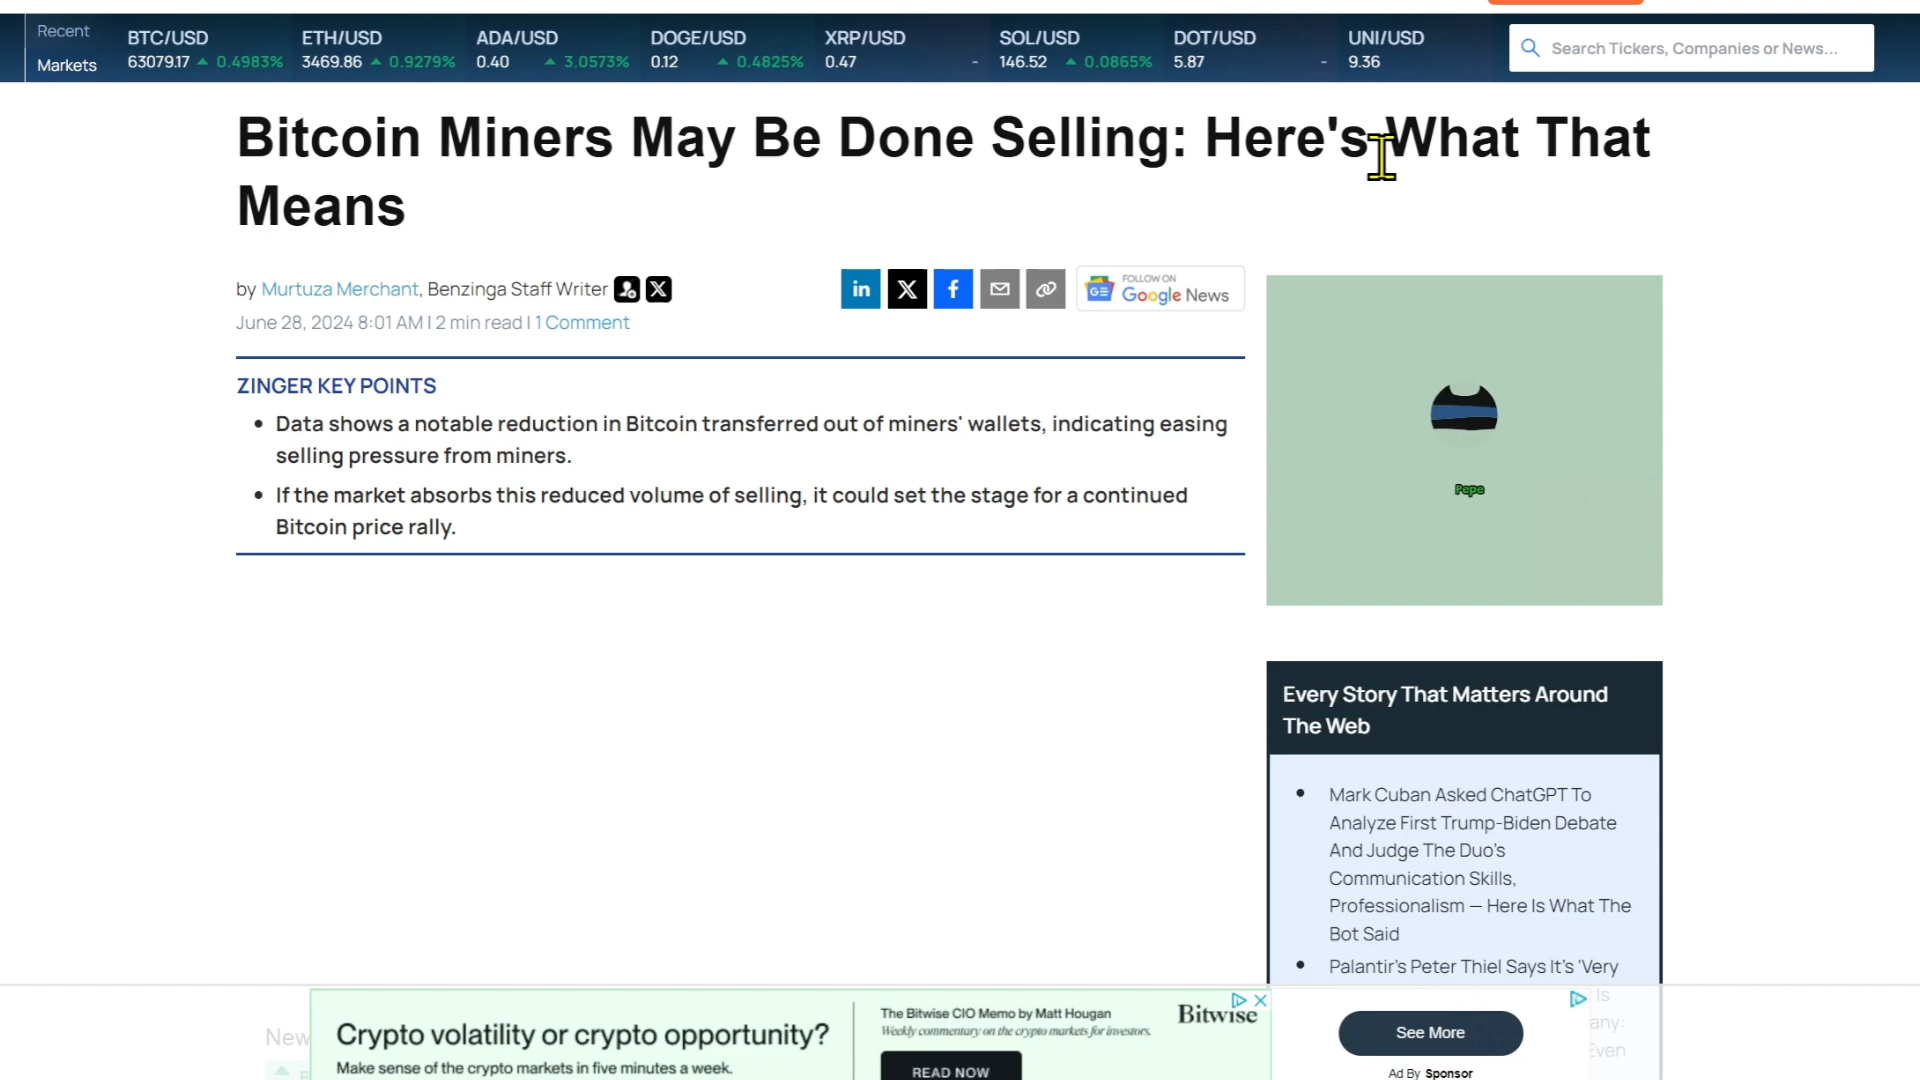 Recent
Markets
BTC/USD
63079.17 0.4983%
ETH/USD
3469.86 0.9279%
ADA/USD
0.40 3.0573%
DOGE/USD
0.12 0.4825%
XRP/USD
0.47 -
SOL/USD
146.52 0.0865%
DOT/USD
5.87 -
UNI/USD
9.36
Search Tickers, Companies or News...
Bitcoin Miners May Be Done Selling: Here's What That
Means
by Murtuza Merchant, Benzinga Staff Writer
June 28, 2024 8:01 AM | 2 min read | 1 Comment
FOLLOW ON
Google News
ZINGER KEY POINTS
• Data shows a notable reduction in Bitcoin transferred out of miners' wallets, indicating easing
selling pressure from miners.
• If the market absorbs this reduced volume of selling, it could set the stage for a continued
Bitcoin price rally.
Pepe
Every Story That Matters Around
The Web
• Mark Cuban Asked ChatGPT To
Analyze First Trump-Biden Debate
And Judge The Duo's
Communication Skills,
Professionalism — Here Is What The
Bot Said
• Palantir's Peter Thiel Says It's 'Very
Is
any:
Even
New
Crypto volatility or crypto opportunity?
Make sense of the crypto markets in five minutes a week.
The Bitwise CIO Memo by Matt Hougan
Weekly commentary on the crypto markets for investors.
READ NOW
Bitwise
See More
Ad By Sponsor